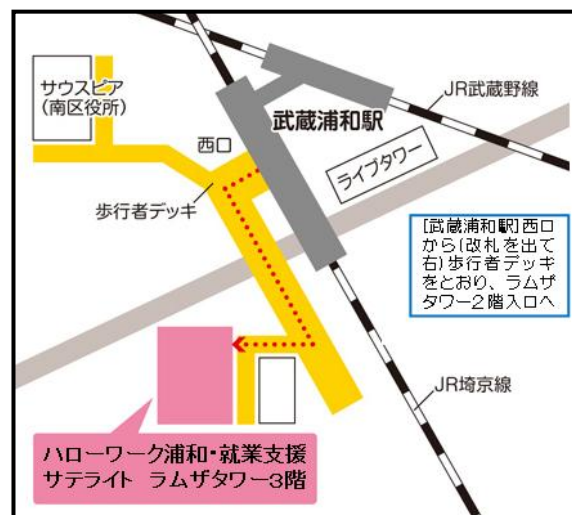 サウスピア
(南区役所)
西口
武蔵浦和駅
JR武蔵野線
ライブタワー
歩行者デッキ
[武蔵浦和駅]西口
から(改札を出て
右)歩行者デッキ
をとおり、ラムザ
タワー2階入口へ
JR埼京線
ハローワーク浦和・就業支援
サテライト ラムザタワー3階